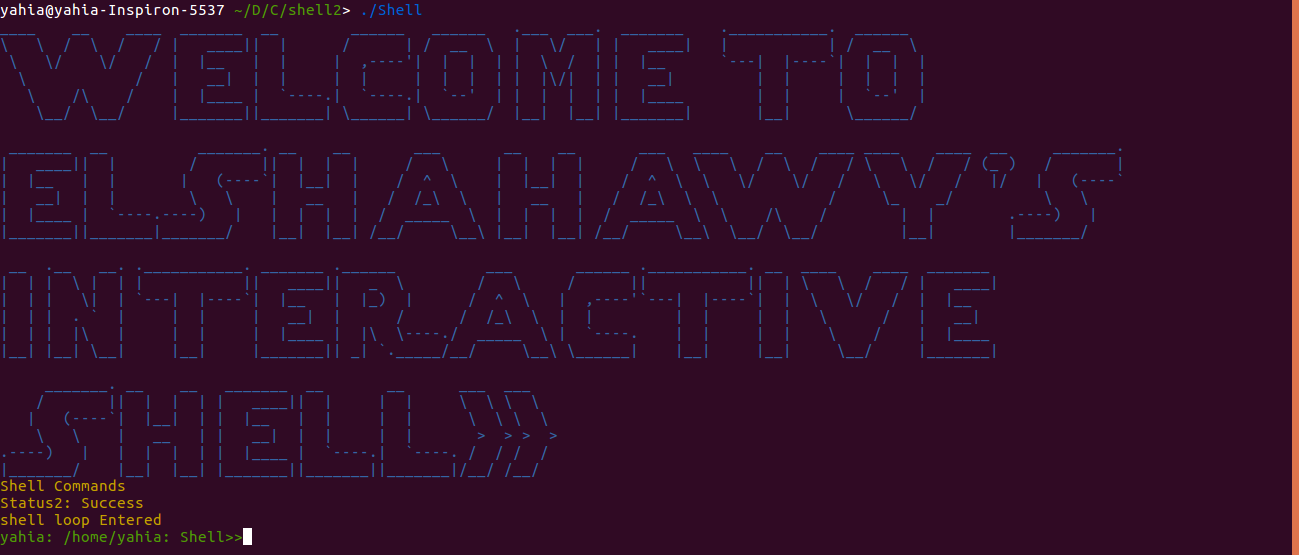 yahia@yahia-Inspiron-5537 ~/D/C/shell2> ./Shell
WELCOME TO
ELSHAHAWY'S
INTERACTIVE
SHELL>>
Shell Commands
Status2: Success
shell loop Entered
yahia: /home/yahia: Shell>>